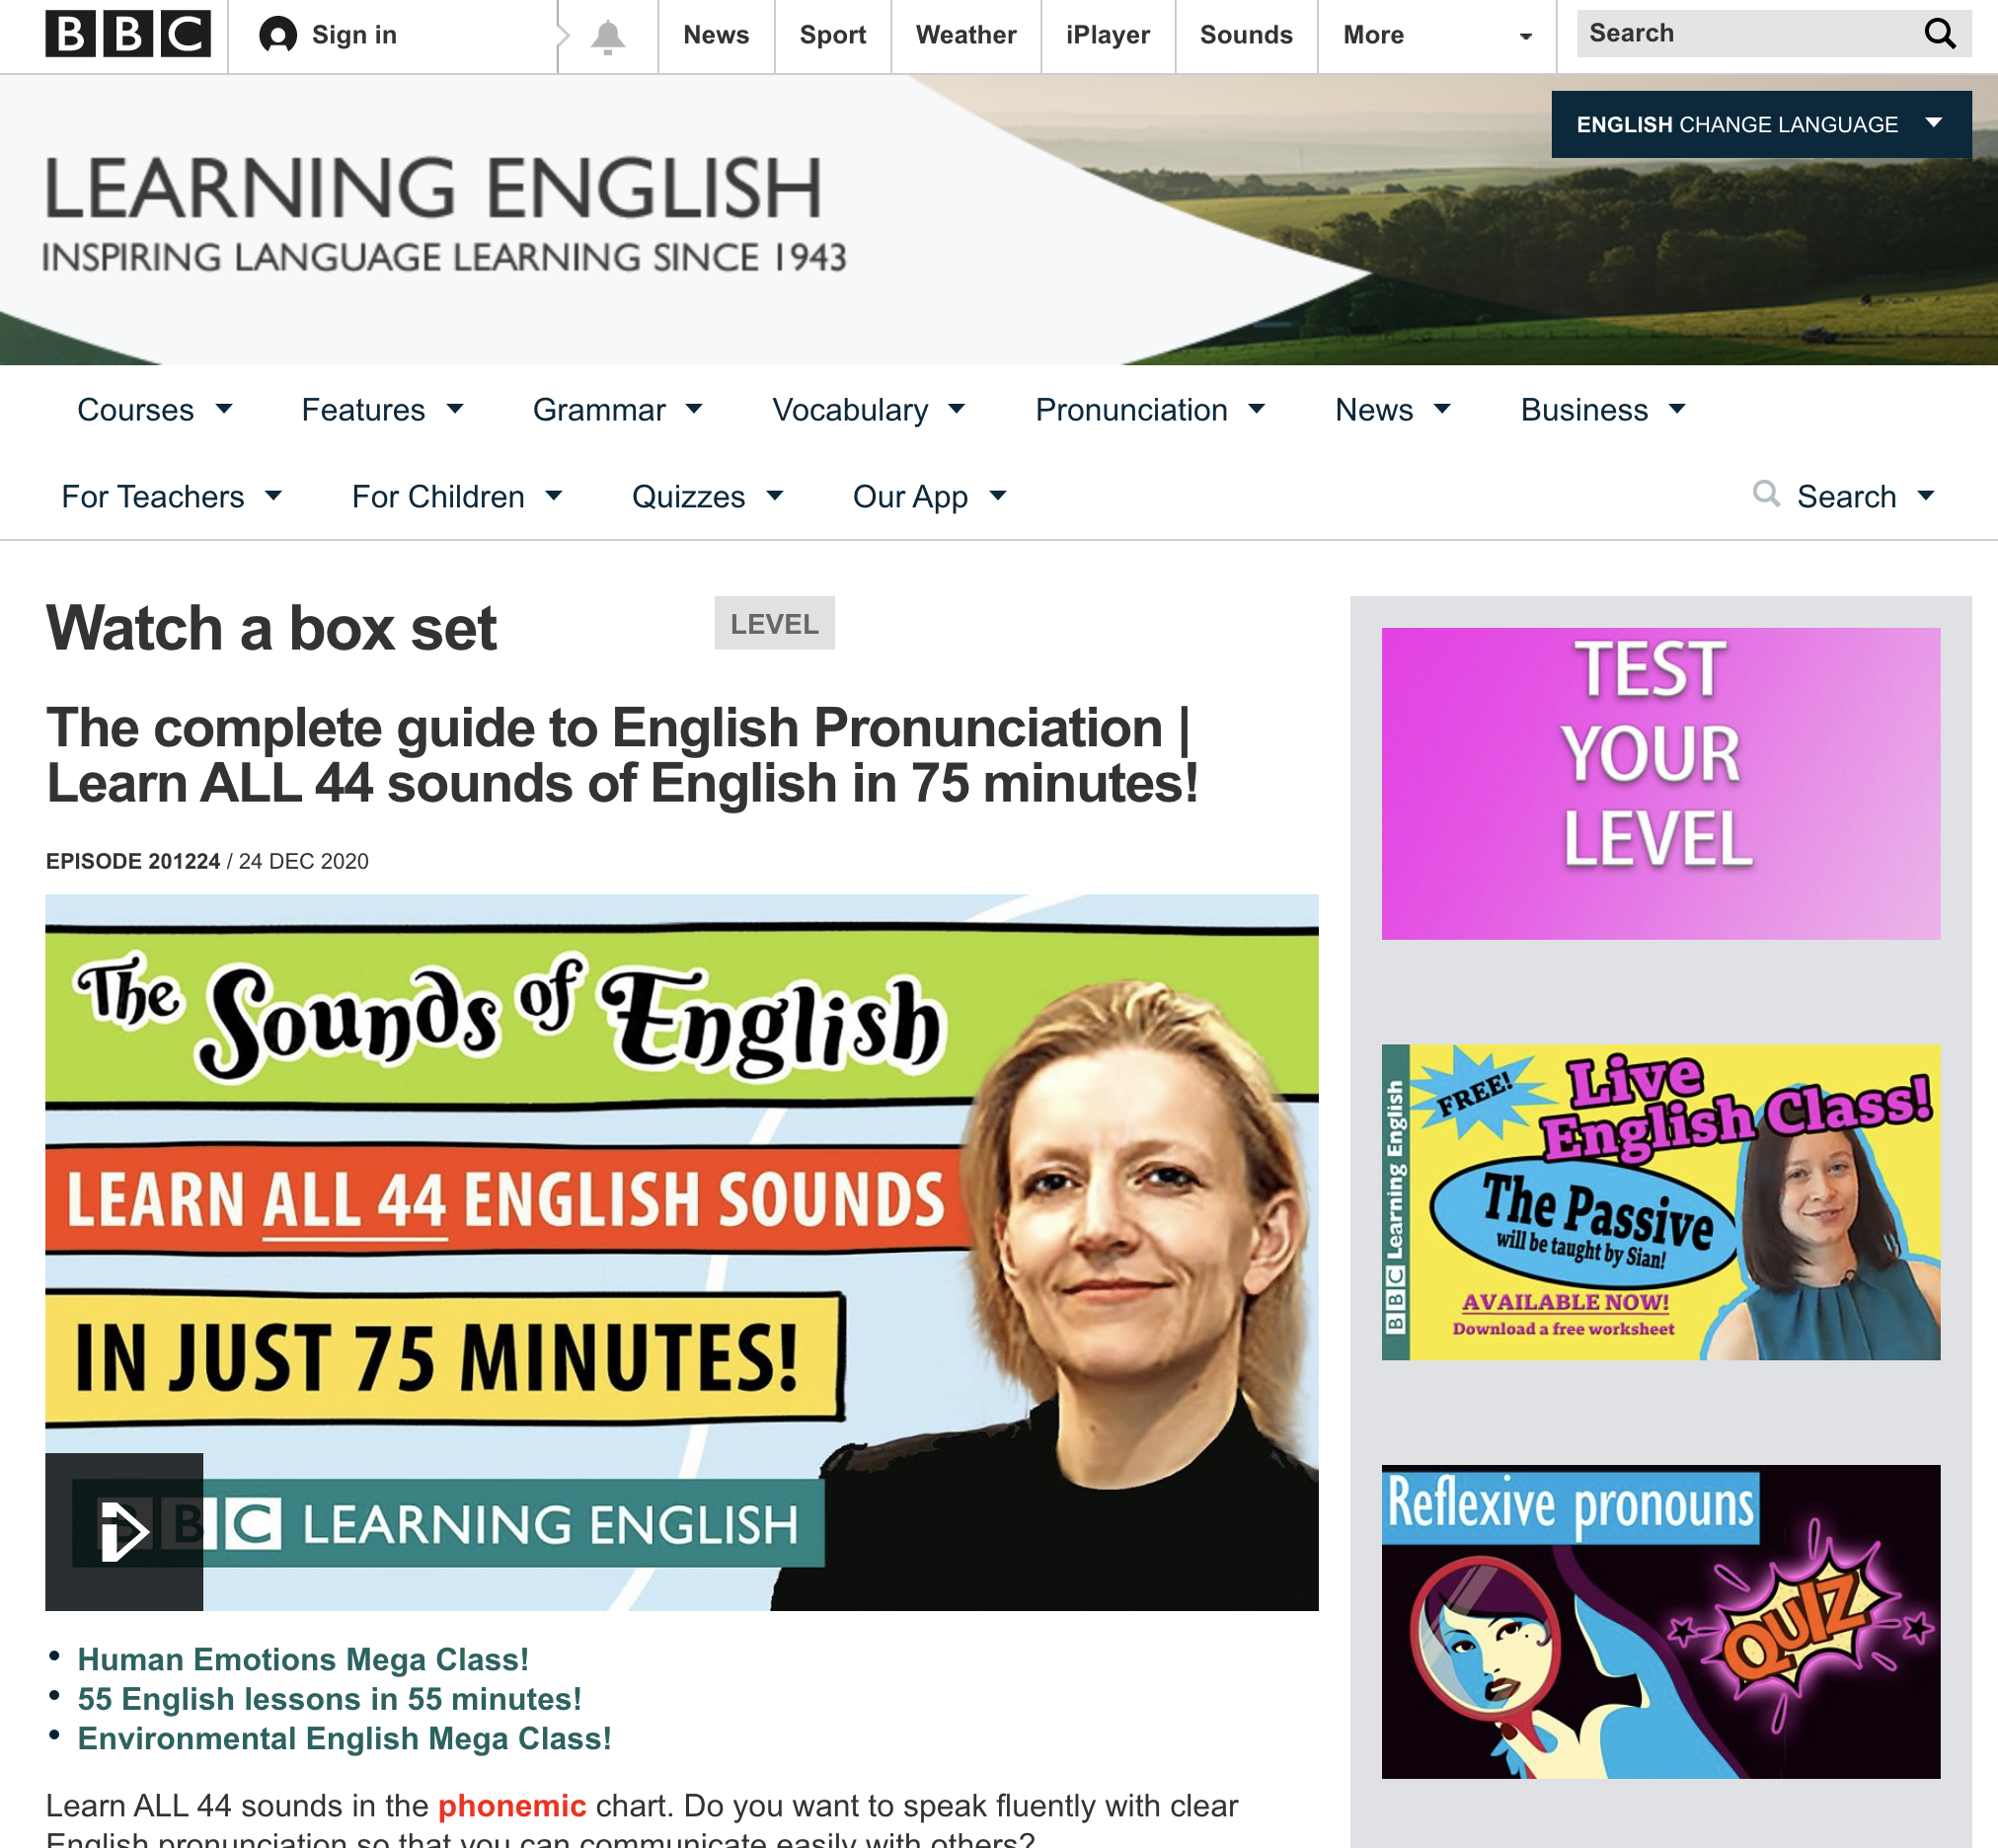 BBC
Sign in
News
Sport
Weather
iPlayer
Sounds
More
Search
ENGLISH CHANGE LANGUAGE
LEARNING ENGLISH
INSPIRING LANGUAGE LEARNING SINCE 1943
Courses
Features
Grammar
Vocabulary
Pronunciation
News
Business
For Teachers
For Children
Quizzes
Our App
Search
Watch a box set
LEVEL
The complete guide to English Pronunciation |
Learn ALL 44 sounds of English in 75 minutes!
EPISODE 201224 / 24 DEC 2020
The Sounds of English
LEARN ALL 44 ENGLISH SOUNDS
IN JUST 75 MINUTES!
BBC LEARNING ENGLISH
Human Emotions Mega Class!
55 English lessons in 55 minutes!
Environmental English Mega Class!
Learn ALL 44 sounds in the phonemic chart. Do you want to speak fluently with clear
English pronunciation so that you can communicate easily with others?
TEST
YOUR
LEVEL
BBC Learning English
FREE!
Live
English Class!
The Passive
will be taught by Sian!
AVAILABLE NOW!
Download a free worksheet
Reflexive pronouns
QUIZ